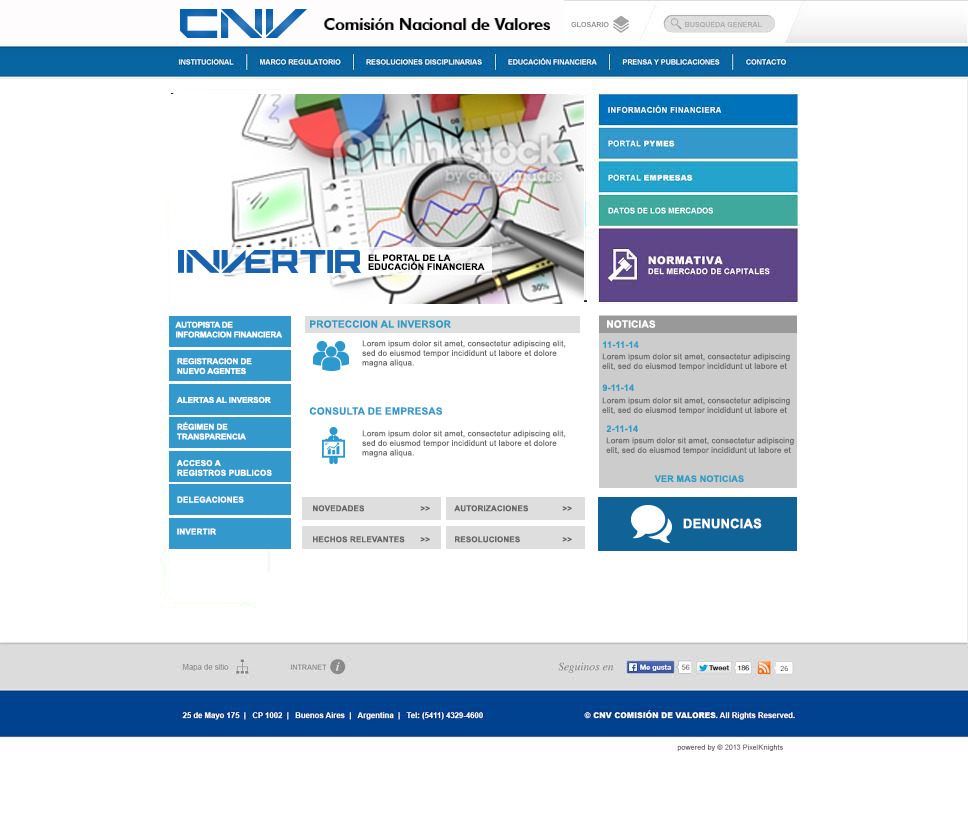 CNV Comisión Nacional de Valores
GLOSARIO
BUSQUEDA GENERAL
INSTITUCIONAL
MARCO REGULATORIO
RESOLUCIONES DISCIPLINARIAS
EDUCACIÓN FINANCIERA
PRENSA Y PUBLICACIONES
CONTACTO
Thinkstock
by Getty Images
30%
INVERTIR
EL PORTAL DE LA
EDUCACIÓN FINANCIERA
INFORMACIÓN FINANCIERA
PORTAL PYMES
PORTAL EMPRESAS
DATOS DE LOS MERCADOS
NORMATIVA
DEL MERCADO DE CAPITALES
AUTOPISTA DE
INFORMACION FINANCIERA
REGISTRACION DE
NUEVO AGENTES
ALERTAS AL INVERSOR
RÉGIMEN DE
TRANSPARENCIA
ACCESO A
REGISTROS PUBLICOS
DELEGACIONES
INVERTIR
PROTECCION AL INVERSOR
Lorem ipsum dolor sit amet, consectetur adipiscing elit,
sed do eiusmod tempor incididunt ut labore et dolore
magna aliqua.
CONSULTA DE EMPRESAS
Lorem ipsum dolor sit amet, consectetur adipiscing elit,
sed do eiusmod tempor incididunt ut labore et dolore
magna aliqua.
NOVEDADES >>
AUTORIZACIONES >>
HECHOS RELEVANTES >>
RESOLUCIONES >>
NOTICIAS
11-11-14
Lorem ipsum dolor sit amet, consectetur adipiscing
elit, sed do eiusmod tempor incididunt ut labore et
9-11-14
Lorem ipsum dolor sit amet, consectetur adipiscing
elit, sed do eiusmod tempor incididunt ut labore et
2-11-14
Lorem ipsum dolor sit amet, consectetur adipiscing
elit, sed do eiusmod tempor incididunt ut labore et
VER MAS NOTICIAS
DENUNCIAS
Mapa de sitio
INTRANET
Seguinos en
Me gusta 56
Tweet 186
26
25 de Mayo 175 | CP 1002 | Buenos Aires | Argentina | Tel: (5411) 4329-4600
© CNV COMISIÓN DE VALORES. All Rights Reserved.
powered by © 2013 PixelKnights